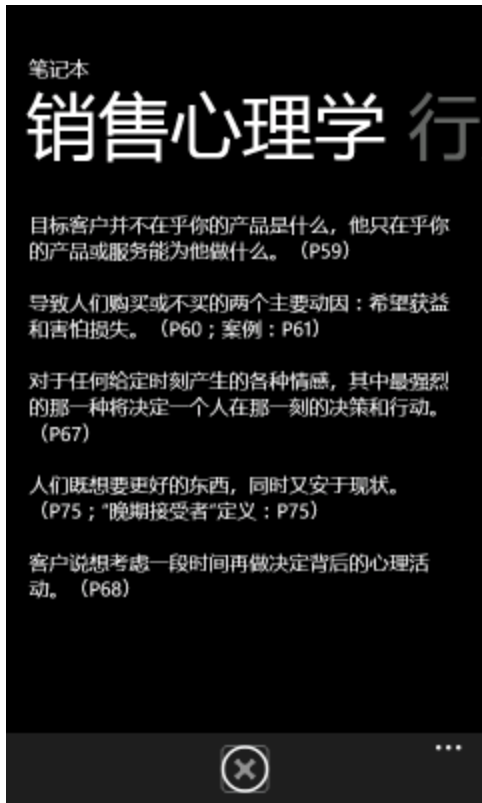 笔记本
销售心理学 行
目标客户并不在乎你的产品是什么，他只在乎你
的产品或服务能为他做什么。（P59）
导致人们购买或不买的两个主要动因：希望获益
和害怕损失。（P60；案例：P61）
对于任何给定时刻产生的各种情感，其中最强烈
的那一种将决定一个人在那一刻的决策和行动。
（P67）
人们既想要更好的东西，同时又安于现状。
（P75；“晚期接受者”定义：P75）
客户说想考虑一段时间再做决定背后的心理活
动。（P68）